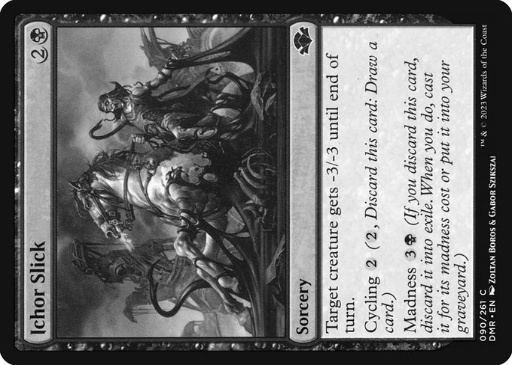 Ichor Slick
2
Sorcery
Target creature gets -3/-3 until end of
turn.
Cycling 2 (2, Discard this card: Draw a
card.)
Madness 3 (If you discard this card,
discard it into exile. When you do, cast
it for its madness cost or put it into your
graveyard.)
090/261 C
DMR • EN ZOLTAN BOROS & GABOR SZIKSZAI
™ & © 2023 Wizards of the Coast